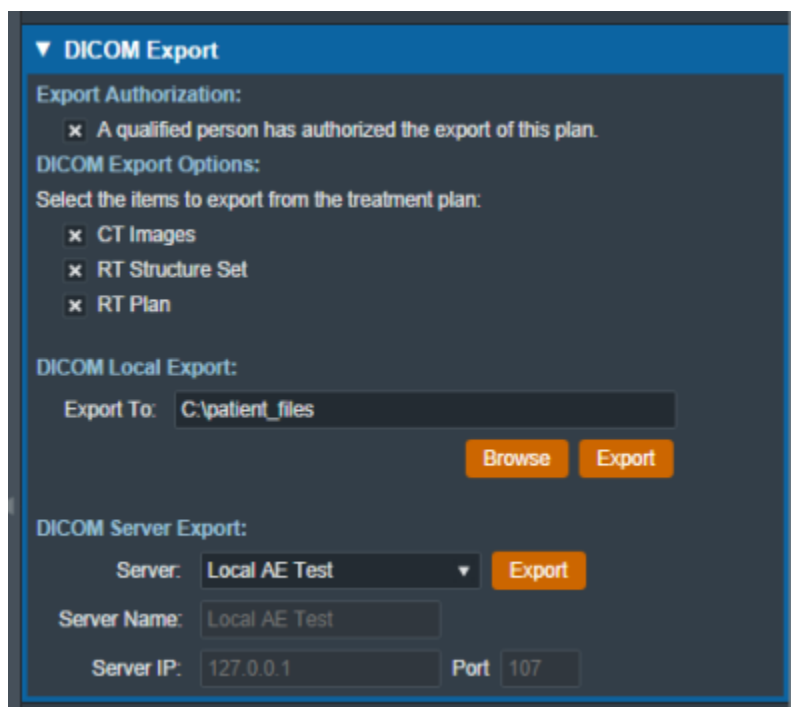 ▼ DICOM Export
Export Authorization:
A qualified person has authorized the export of this plan.
DICOM Export Options:
Select the items to export from the treatment plan:
CT Images
RT Structure Set
RT Plan
DICOM Local Export:
Export To: C:\patient_files
Browse Export
DICOM Server Export:
Server: Local AE Test ▼ Export
Server Name: Local AE Test
Server IP: 127.0.0.1 Port 107